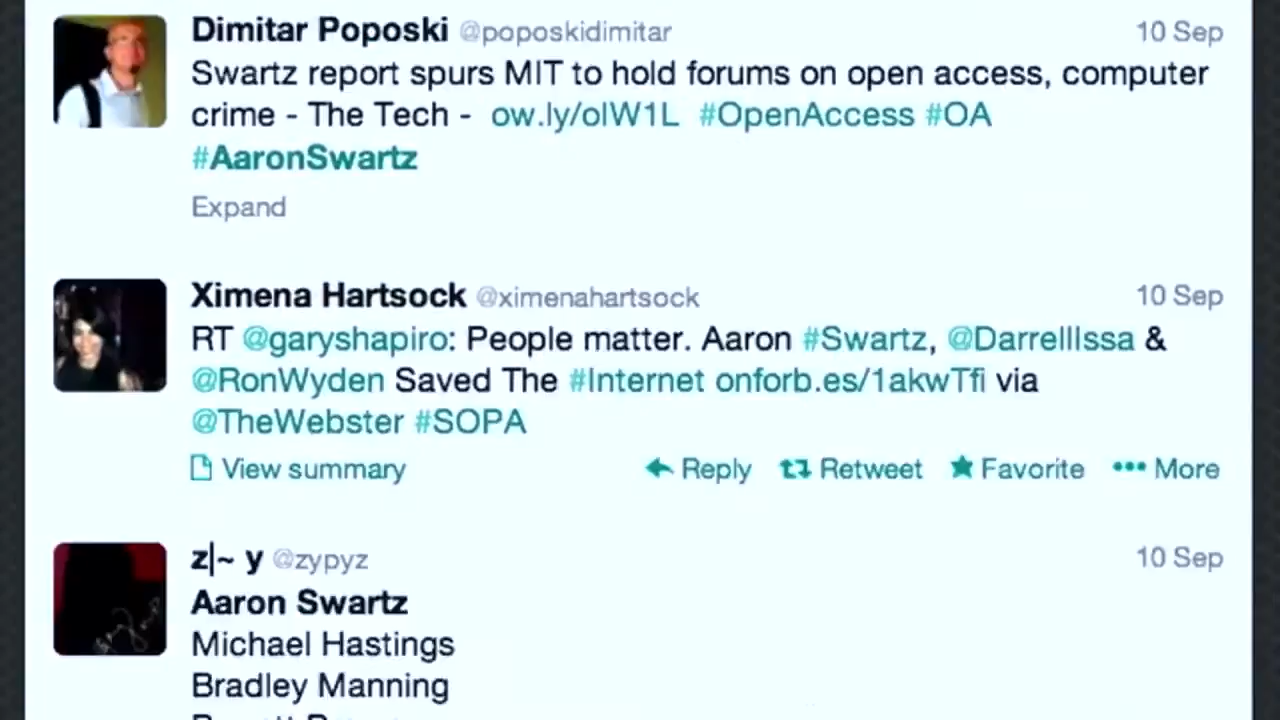 Dimitar Poposki @poposkidimitar 10 Sep
Swartz report spurs MIT to hold forums on open access, computer
crime - The Tech - ow.ly/oIW1L #OpenAccess #OA
#AaronSwartz
Expand
Ximena Hartsock @ximenahartsock 10 Sep
RT @garyshapiro: People matter. Aaron #Swartz, @DarrellIssa &
@RonWyden Saved The #Internet onforb.es/1akwTfi via
@TheWebster #SOPA
View summary Reply Retweet Favorite More
z|~ y @zypyz 10 Sep
Aaron Swartz
Michael Hastings
Bradley Manning